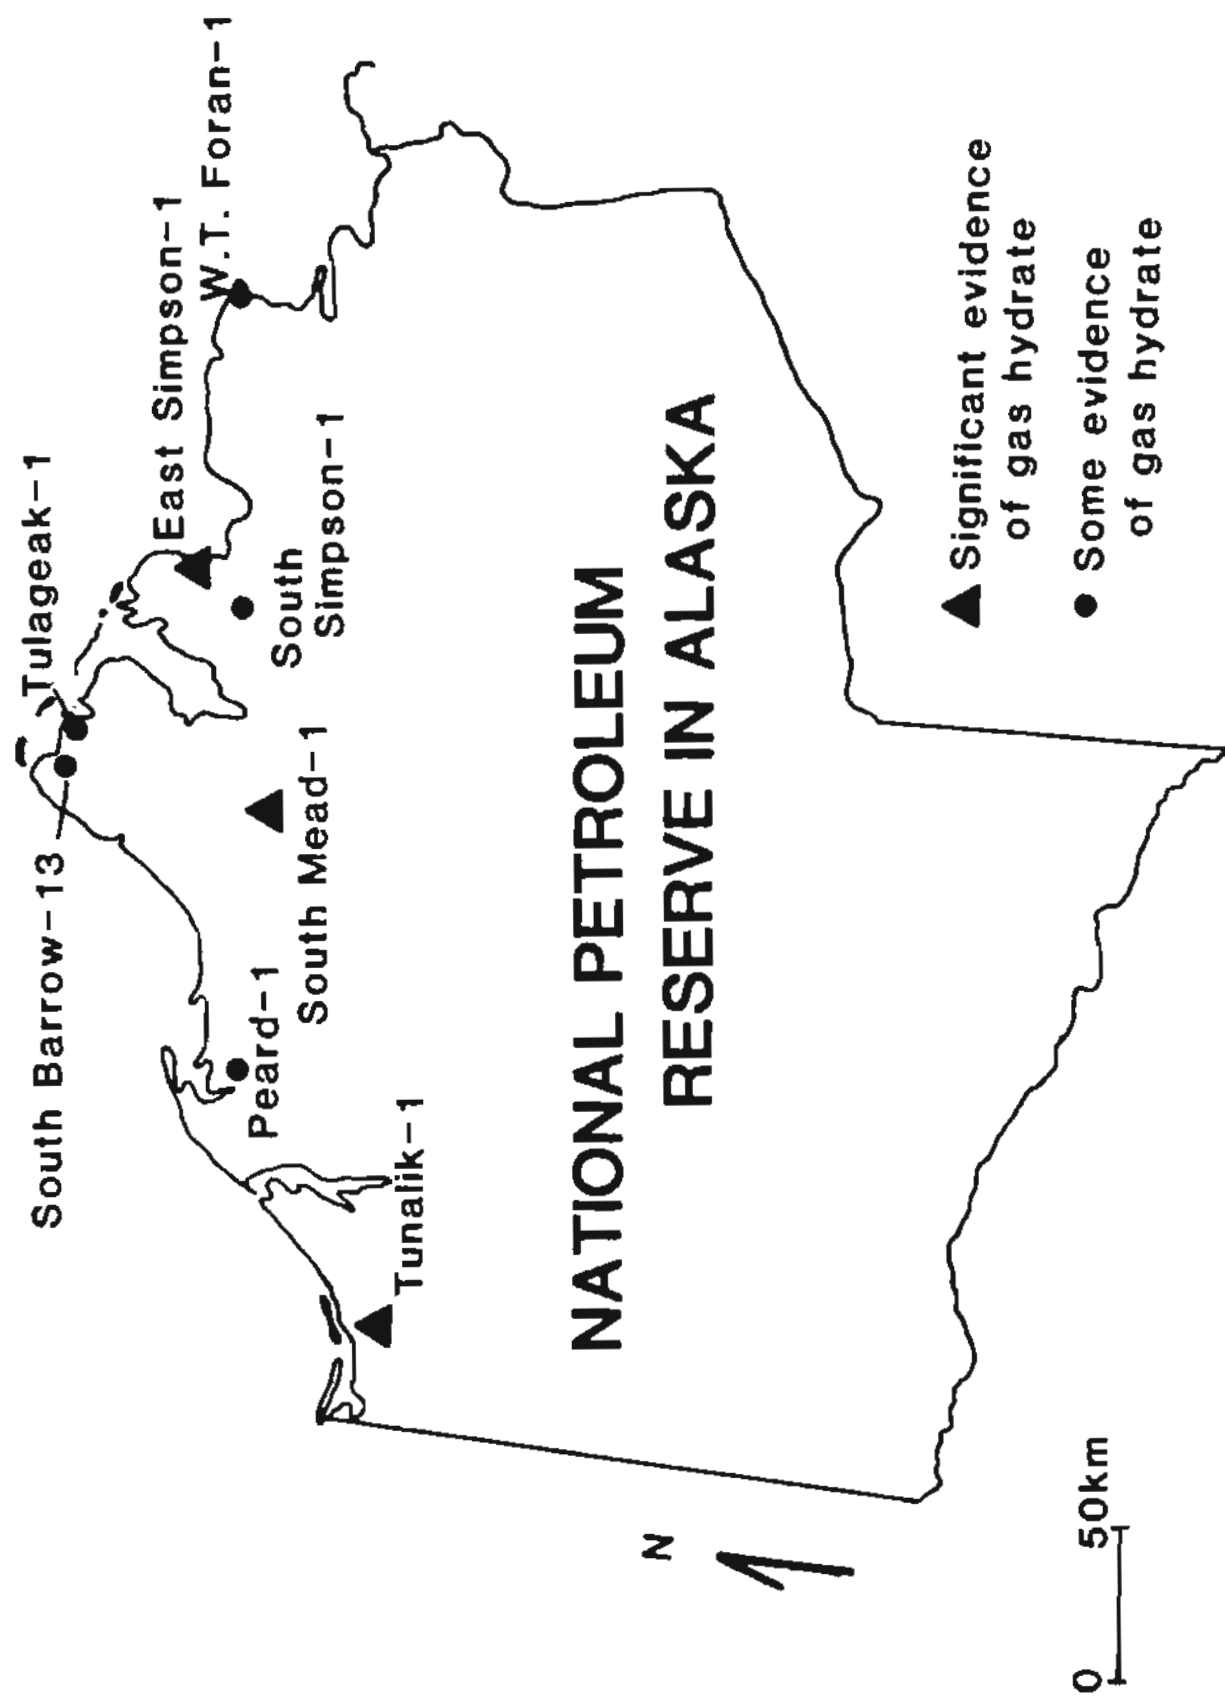 Tulageak-1
South Barrow-13
East Simpson-1
W.T. Foran-1
South
Simpson-1
South Mead-1
Peard-1
Tunalik-1
NATIONAL PETROLEUM
RESERVE IN ALASKA
N
0 50km
Significant evidence
of gas hydrate
Some evidence
of gas hydrate